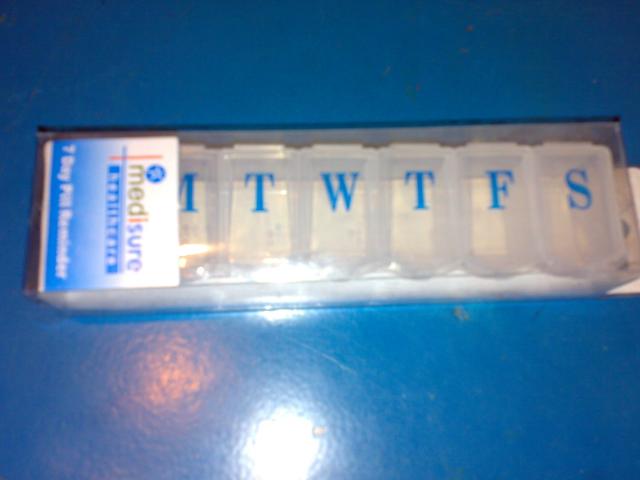 medisure
7 Day Pill Reminder
M T W T F S